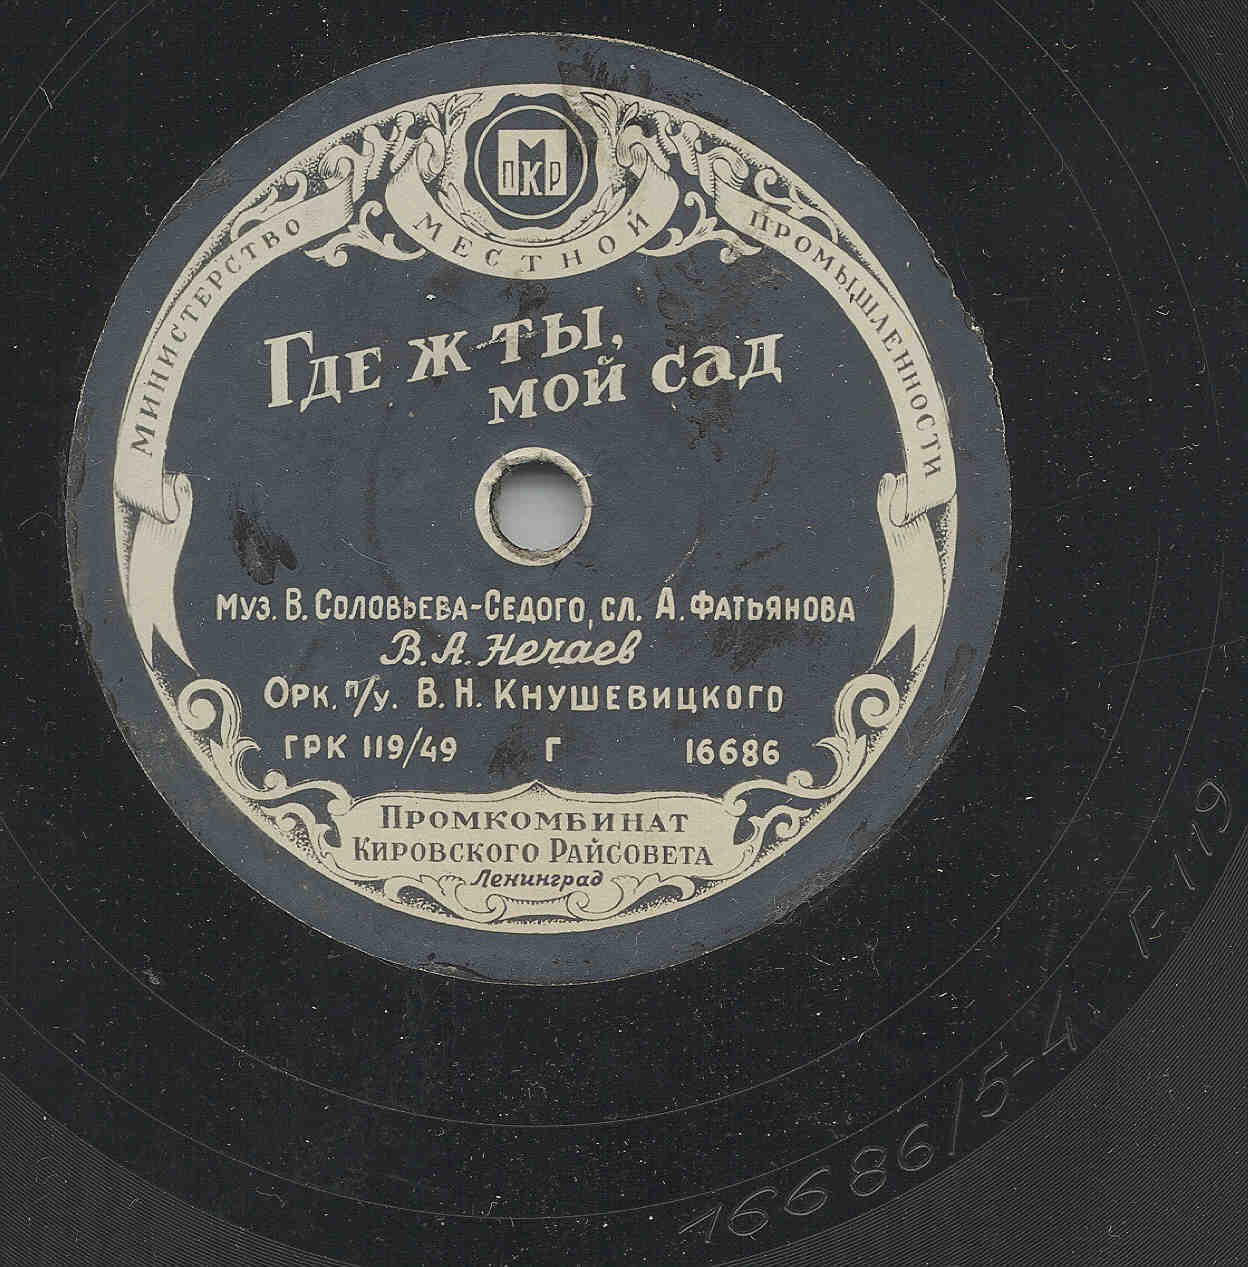 МПКР
МИНИСТЕРСТВО МЕСТНОЙ ПРОМЫШЛЕННОСТИ
ГДЕ Ж ТЫ,
МОЙ САД
МУЗ. В. СОЛОВЬЕВА-СЕДОГО, СЛ. А. ФАТЬЯНОВА
В. А. Нечаев
ОРК. П/У. В. Н. КНУШЕВИЦКОГО
ГРК 119/49 Г 16686
ПРОМКОМБИНАТ
КИРОВСКОГО РАЙСОВЕТА
Ленинград
16686/5-4. Г-119